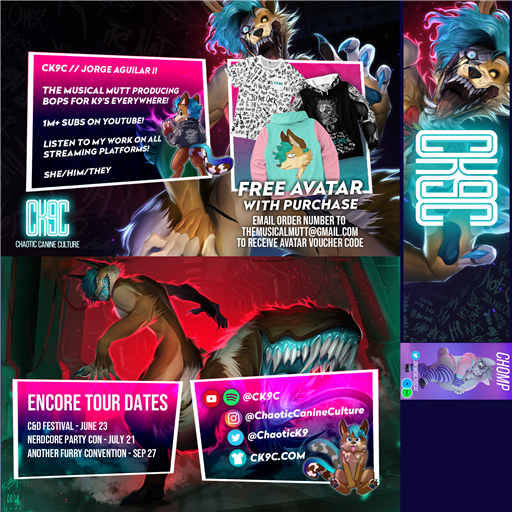 CK9C // JORGE AGUILAR II
THE MUSICAL MUTT PRODUCING
BOPS FOR K9'S EVERYWHERE!
1M+ SUBS ON YOUTUBE!
LISTEN TO MY WORK ON ALL
STREAMING PLATFORMS!
SHE/HIM/THEY
CK9C
CHAOTIC CANINE CULTURE
FREE AVATAR
WITH PURCHASE
EMAIL ORDER NUMBER TO
THEMUSICALMUTT@GMAIL.COM
TO RECEIVE AVATAR VOUCHER CODE
CK9C
CHOMP
ENCORE TOUR DATES
C&D FESTIVAL - JUNE 23
NERDCORE PARTY CON - JULY 21
ANOTHER FURRY CONVENTION - SEP 27
@CK9C
@ChaoticCanineCulture
@ChaoticK9
CK9C.COM